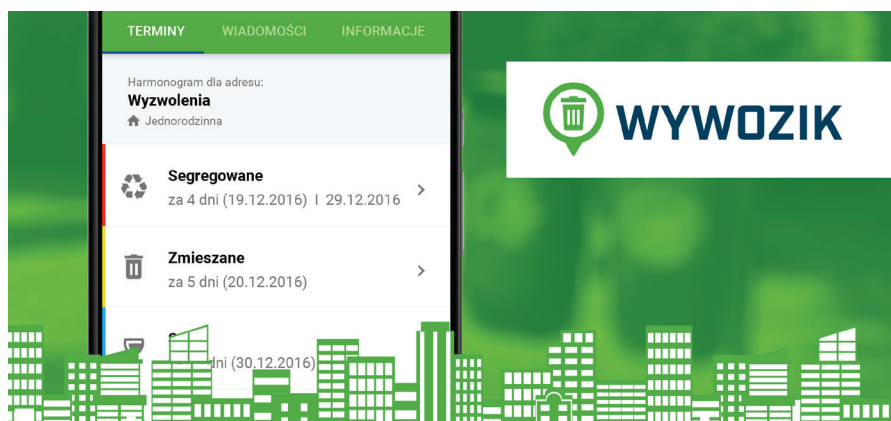 TERMINY WIADOMOŚCI INFORMACJE
Harmonogram dla adresu:
Wyzwolenia
Jednorodzinna
Segregowane
za 4 dni (19.12.2016) I 29.12.2016
Zmieszane
za 5 dni (20.12.2016)
dni (30.12.2016)
WYWOZIK